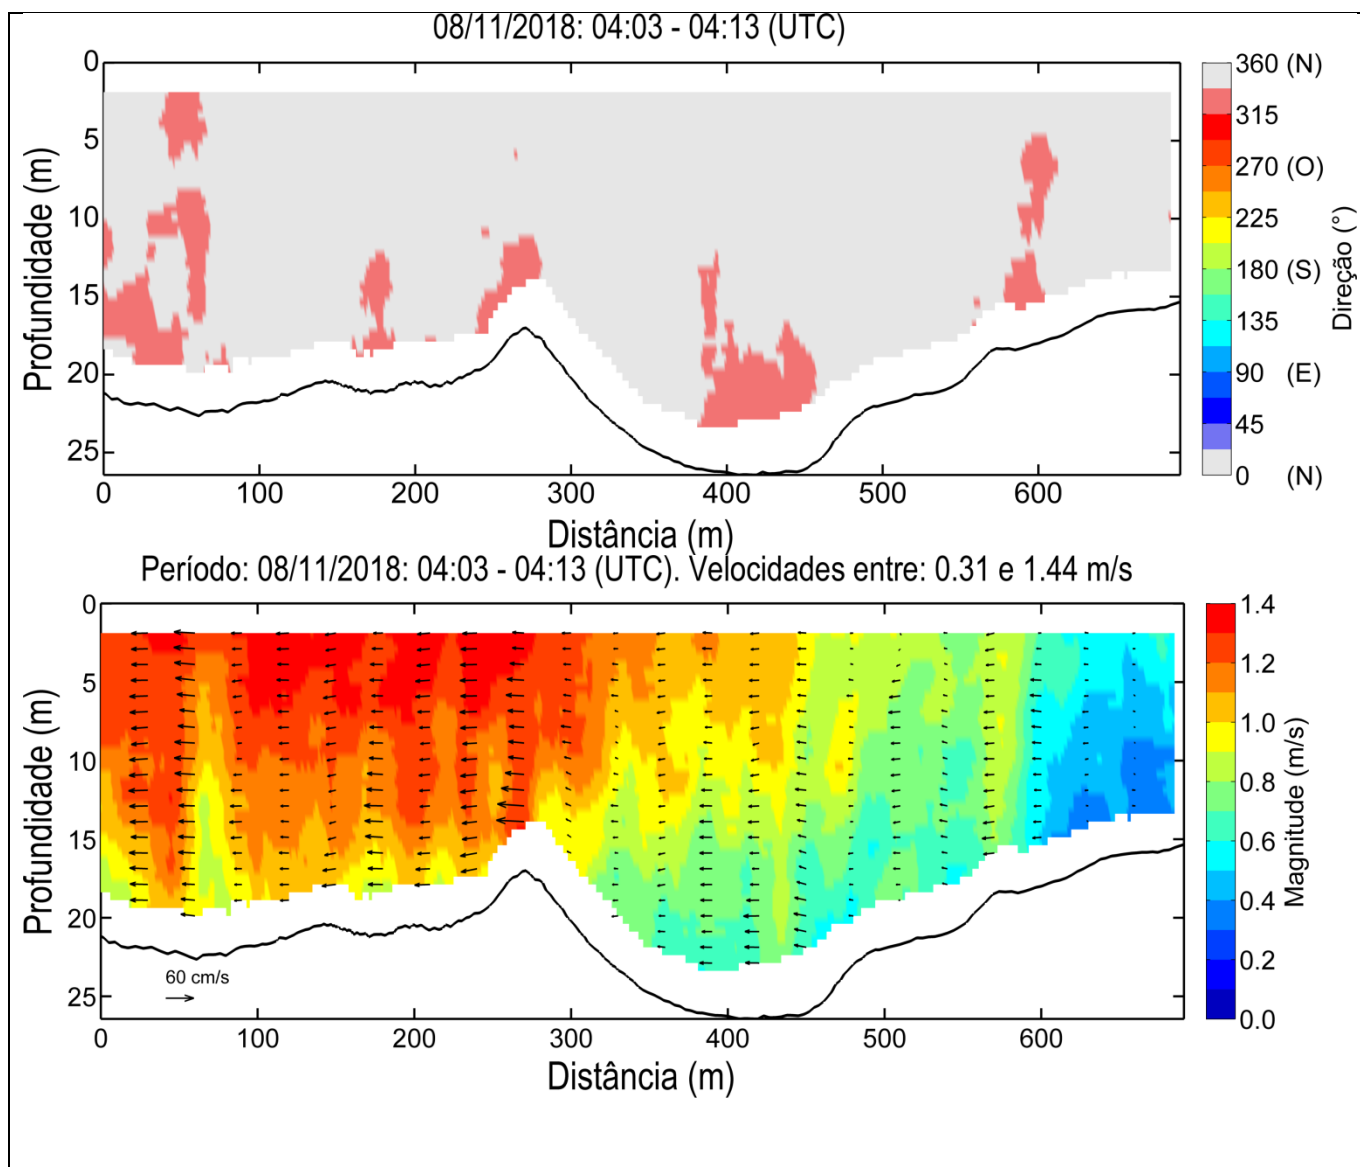 08/11/2018: 04:03 - 04:13 (UTC)
0
5
10
15
20
25
Profundidade (m)
0 100 200 300 400 500 600
Distância (m)
360 (N)
315
270 (O)
225
180 (S)
135
90 (E)
45
0 (N)
Direção (°)
Período: 08/11/2018: 04:03 - 04:13 (UTC). Velocidades entre: 0.31 e 1.44 m/s
0
5
10
15
20
25
Profundidade (m)
60 cm/s
0 100 200 300 400 500 600
Distância (m)
1.4
1.2
1.0
0.8
0.6
0.4
0.2
0.0
Magnitude (m/s)